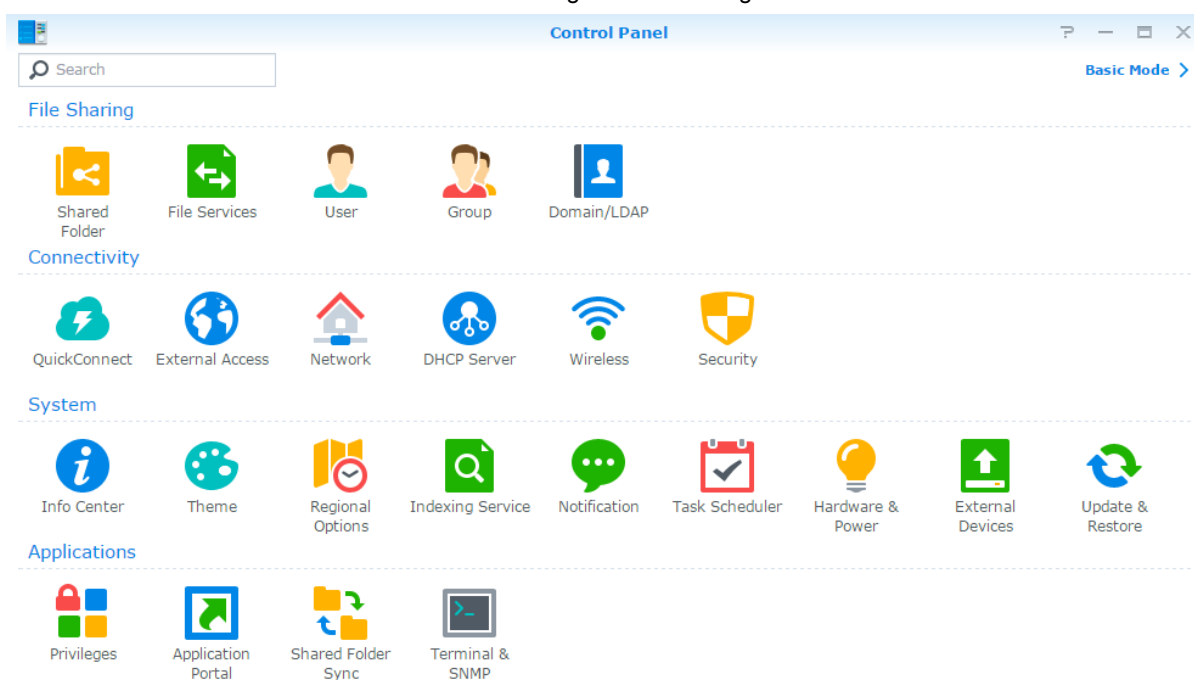 Control Panel
Search
Basic Mode
File Sharing
Shared Folder
File Services
User
Group
Domain/LDAP
Connectivity
QuickConnect
External Access
Network
DHCP Server
Wireless
Security
System
Info Center
Theme
Regional Options
Indexing Service
Notification
Task Scheduler
Hardware & Power
External Devices
Update & Restore
Applications
Privileges
Application Portal
Shared Folder Sync
Terminal & SNMP